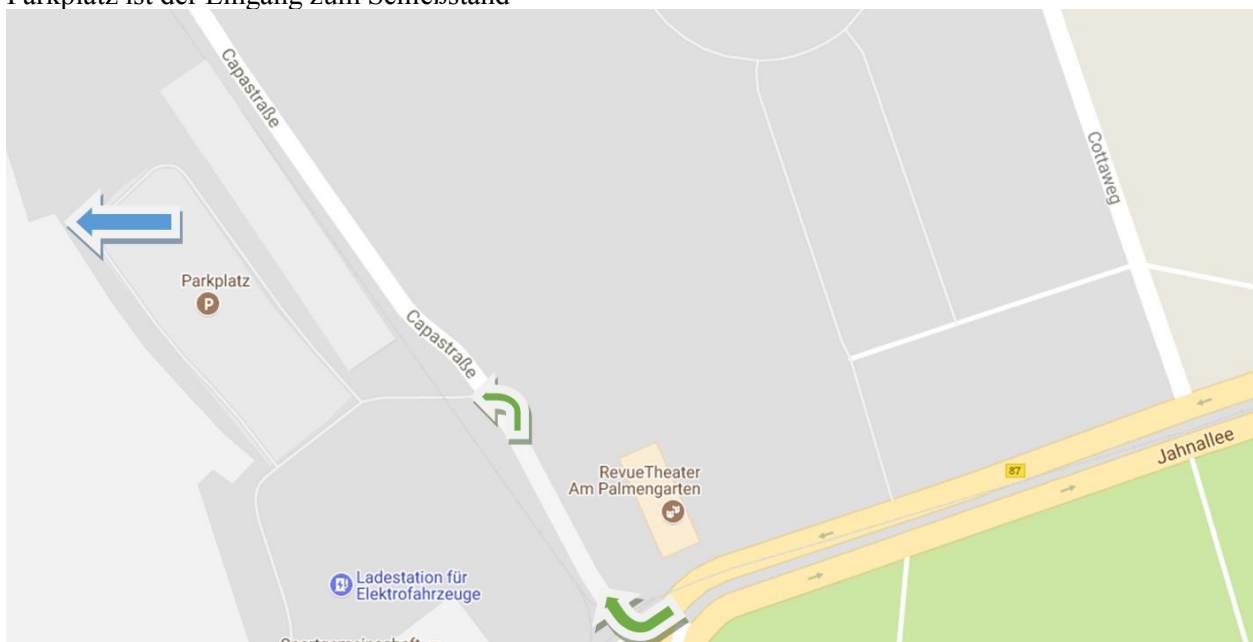 Parkplatz ist der Eingang zum Schießstand
Capastraße
Cottaweg
Parkplatz
P
Capastraße
Jahnallee
RevueTheater
Am Palmengarten
87
Ladestation für
Elektrofahrzeuge